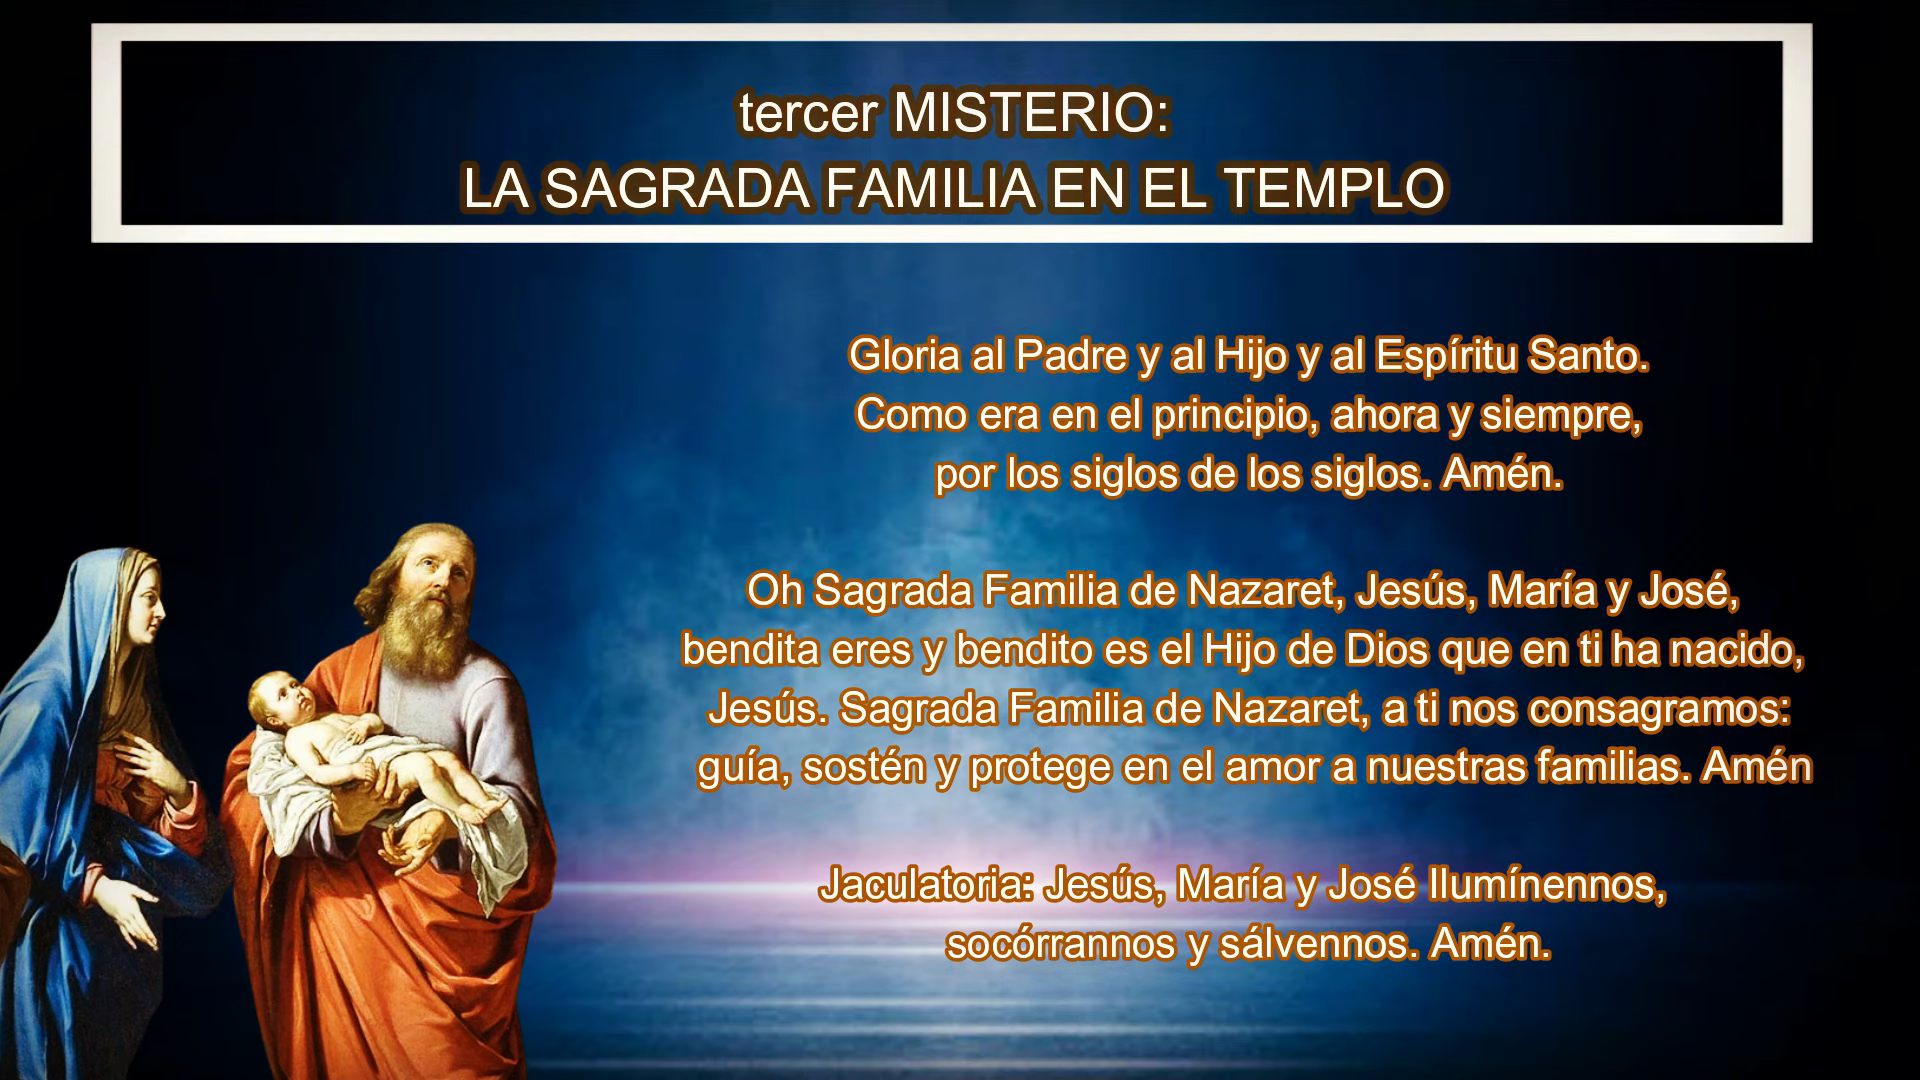 tercer MISTERIO:
LA SAGRADA FAMILIA EN EL TEMPLO
Gloria al Padre y al Hijo y al Espíritu Santo.
Como era en el principio, ahora y siempre,
por los siglos de los siglos. Amén.
Oh Sagrada Familia de Nazaret, Jesús, María y José,
bendita eres y bendito es el Hijo de Dios que en ti ha nacido,
Jesús. Sagrada Familia de Nazaret, a ti nos consagramos:
guía, sostén y protege en el amor a nuestras familias. Amén
Jaculatoria: Jesús, María y José Ilumínennos,
socórrannos y sálvennos. Amén.